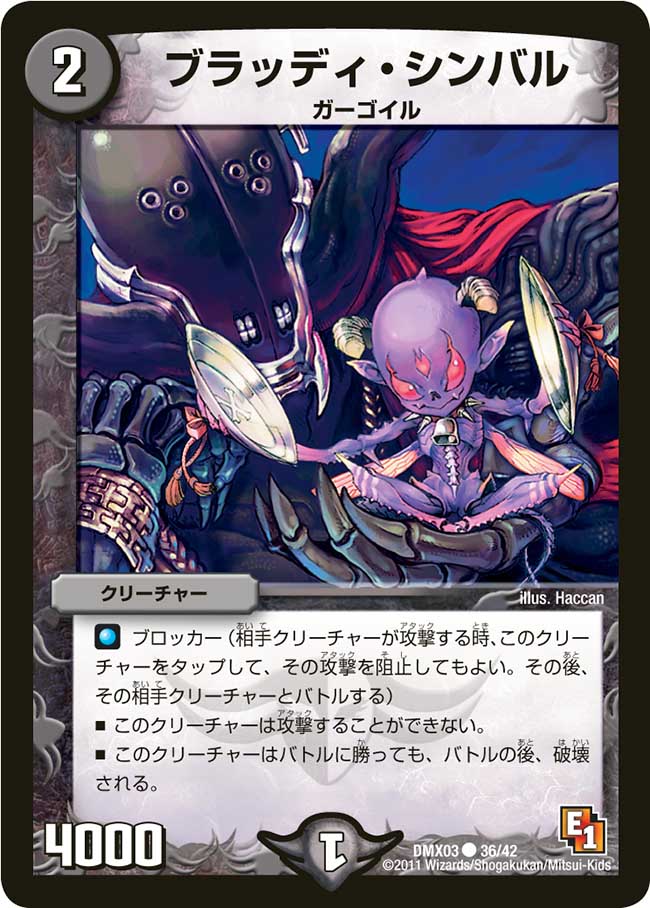 2
ブラッディ・シンバル
ガーゴイル
クリーチャー
illus. Haccan
ブロッカー(相手クリーチャーが攻撃する時、このクリー
チャーをタップして、その攻撃を阻止してもよい。その後、
その相手クリーチャーとバトルする)
■ このクリーチャーは攻撃することができない。
■ このクリーチャーはバトルに勝っても、バトルの後、破壊
される。
4000
1
E1
DMX03 ● 36/42
©2011 Wizards/Shogakukan/Mitsui-Kids